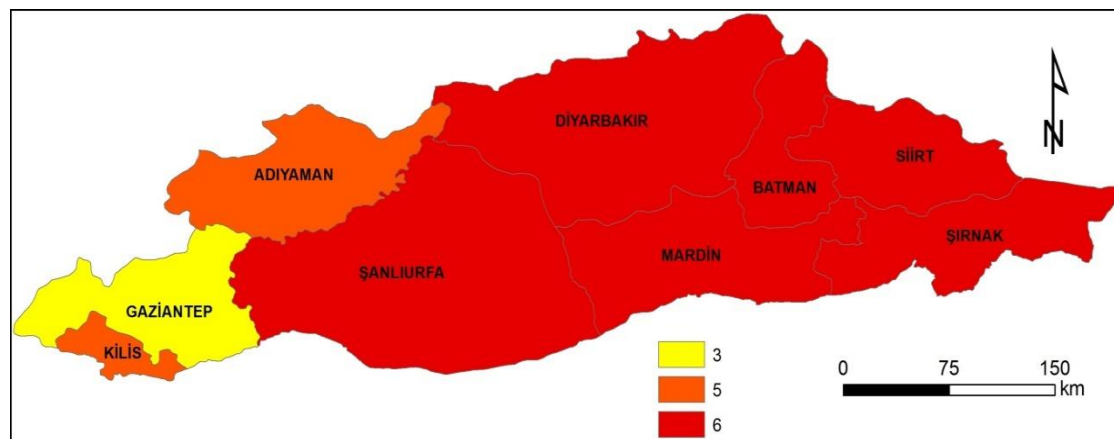 N
DİYARBAKIR
SİİRT
ADIYAMAN
BATMAN
ŞIRNAK
MARDİN
ŞANLIURFA
GAZİANTEP
KİLİS
3
5
6
0 75 150
km